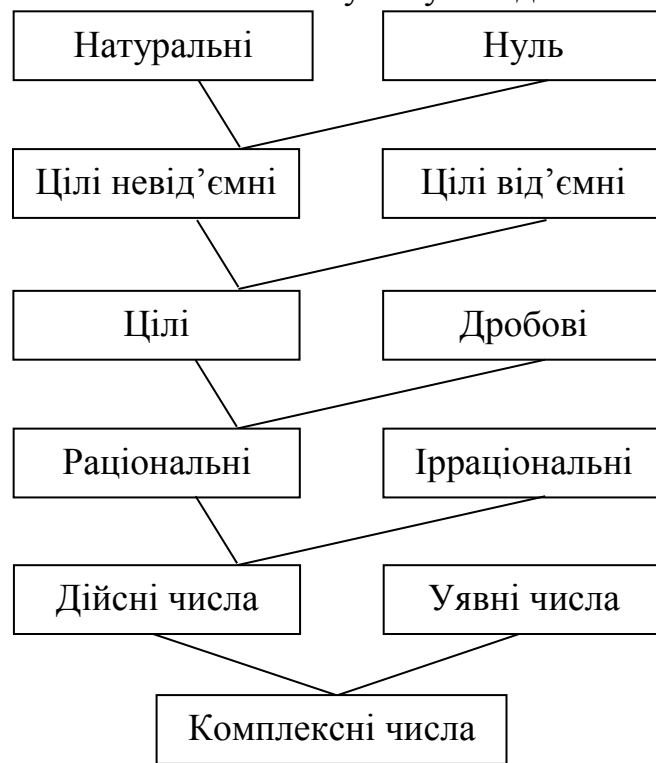 Натуральні Нуль
Цілі невід’ємні Цілі від’ємні
Цілі Дробові
Раціональні Ірраціональні
Дійсні числа Уявні числа
Комплексні числа